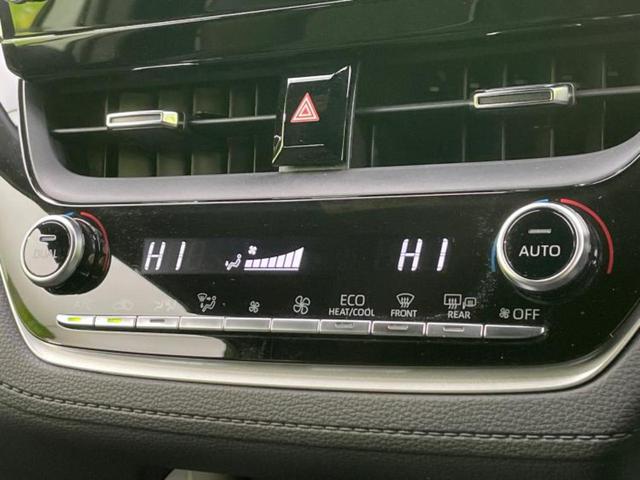 DUAL
HI
HI
AUTO
A/C
ECO
HEAT/COOL
FRONT
REAR
OFF